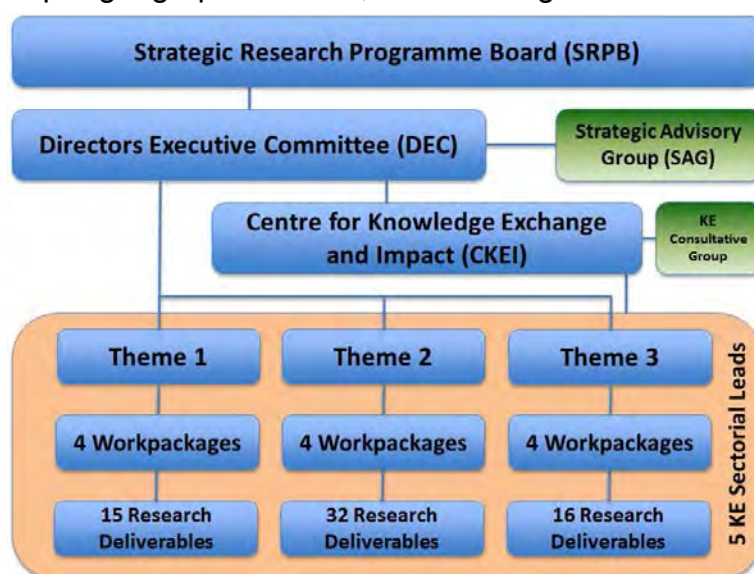 Strategic Research Programme Board (SRPB)
Directors Executive Committee (DEC)
Strategic Advisory
Group (SAG)
Centre for Knowledge Exchange
and Impact (CKEI)
KE
Consultative
Group
Theme 1
Theme 2
Theme 3
4 Workpackages
4 Workpackages
4 Workpackages
15 Research
Deliverables
32 Research
Deliverables
16 Research
Deliverables
5 KE Sectorial Leads